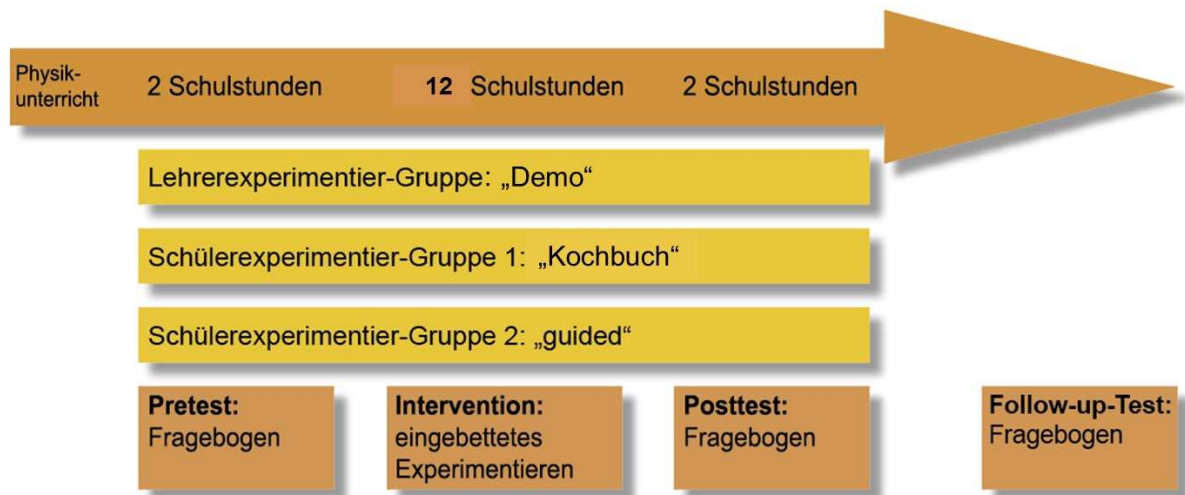 Physik-
unterricht
2 Schulstunden
12 Schulstunden
2 Schulstunden
Lehrerexperimentier-Gruppe: „Demo“
Schülerexperimentier-Gruppe 1: „Kochbuch“
Schülerexperimentier-Gruppe 2: „guided“
Pretest:
Fragebogen
Intervention:
eingebettetes
Experimentieren
Posttest:
Fragebogen
Follow-up-Test:
Fragebogen